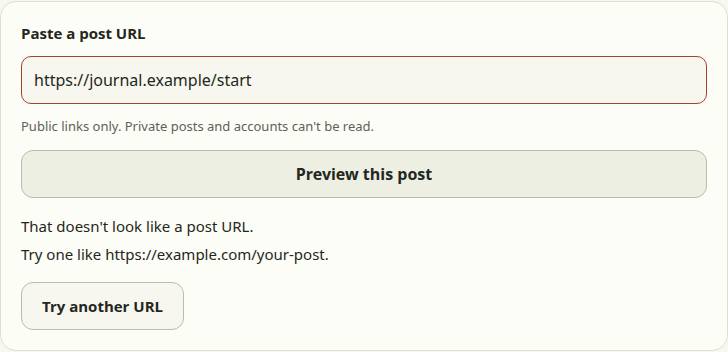 Paste a post URL
https://journal.example/start
Public links only. Private posts and accounts can't be read.
Preview this post
That doesn't look like a post URL.
Try one like https://example.com/your-post.
Try another URL